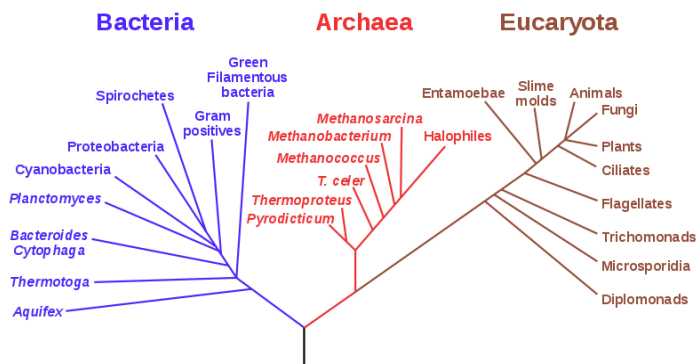 Bacteria
Archaea
Eucaryota
Green
Filamentous
bacteria
Spirochetes
Gram
positives
Proteobacteria
Cyanobacteria
Planctomyces
Bacteroides
Cytophaga
Thermotoga
Aquifex
Methanosarcina
Methanobacterium
Halophiles
Methanococcus
T. celer
Thermoproteus
Pyrodicticum
Entamoebae
Slime
molds
Animals
Fungi
Plants
Ciliates
Flagellates
Trichomonads
Microsporidia
Diplomonads